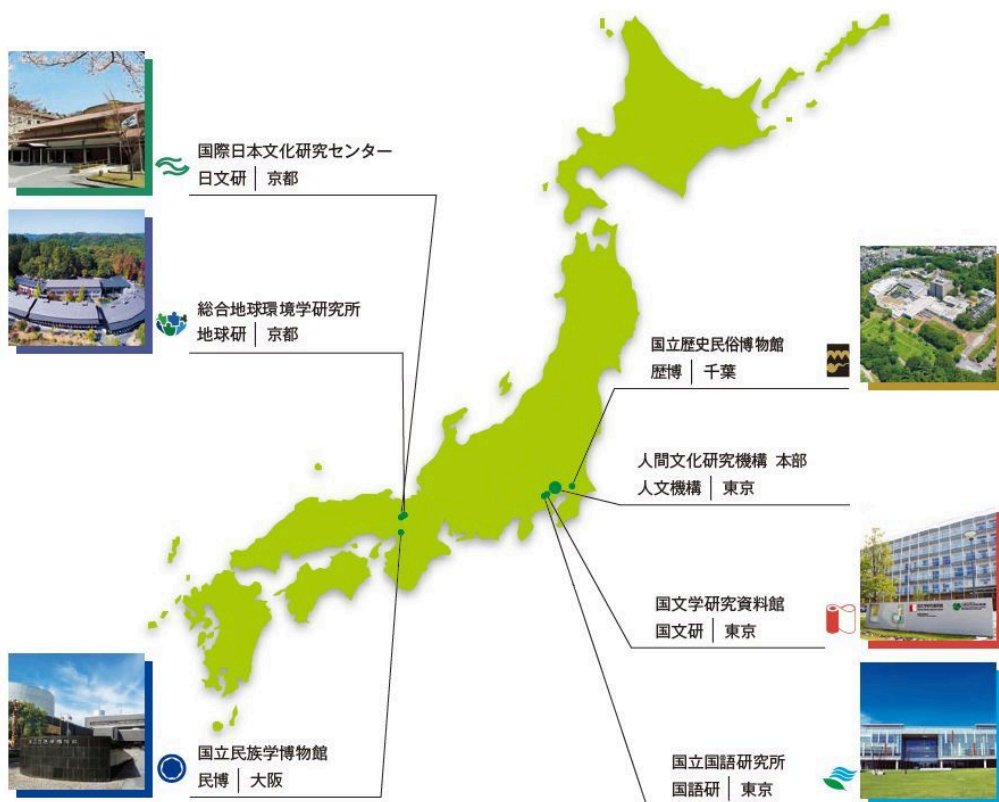 国際日本文化研究センター
日文研 | 京都
総合地球環境学研究所
地球研 | 京都
国立歴史民俗博物館
歴博 | 千葉
人間文化研究機構 本部
人文機構 | 東京
国文学研究資料館
国文研 | 東京
国立民族学博物館
民博 | 大阪
国立国語研究所
国語研 | 東京